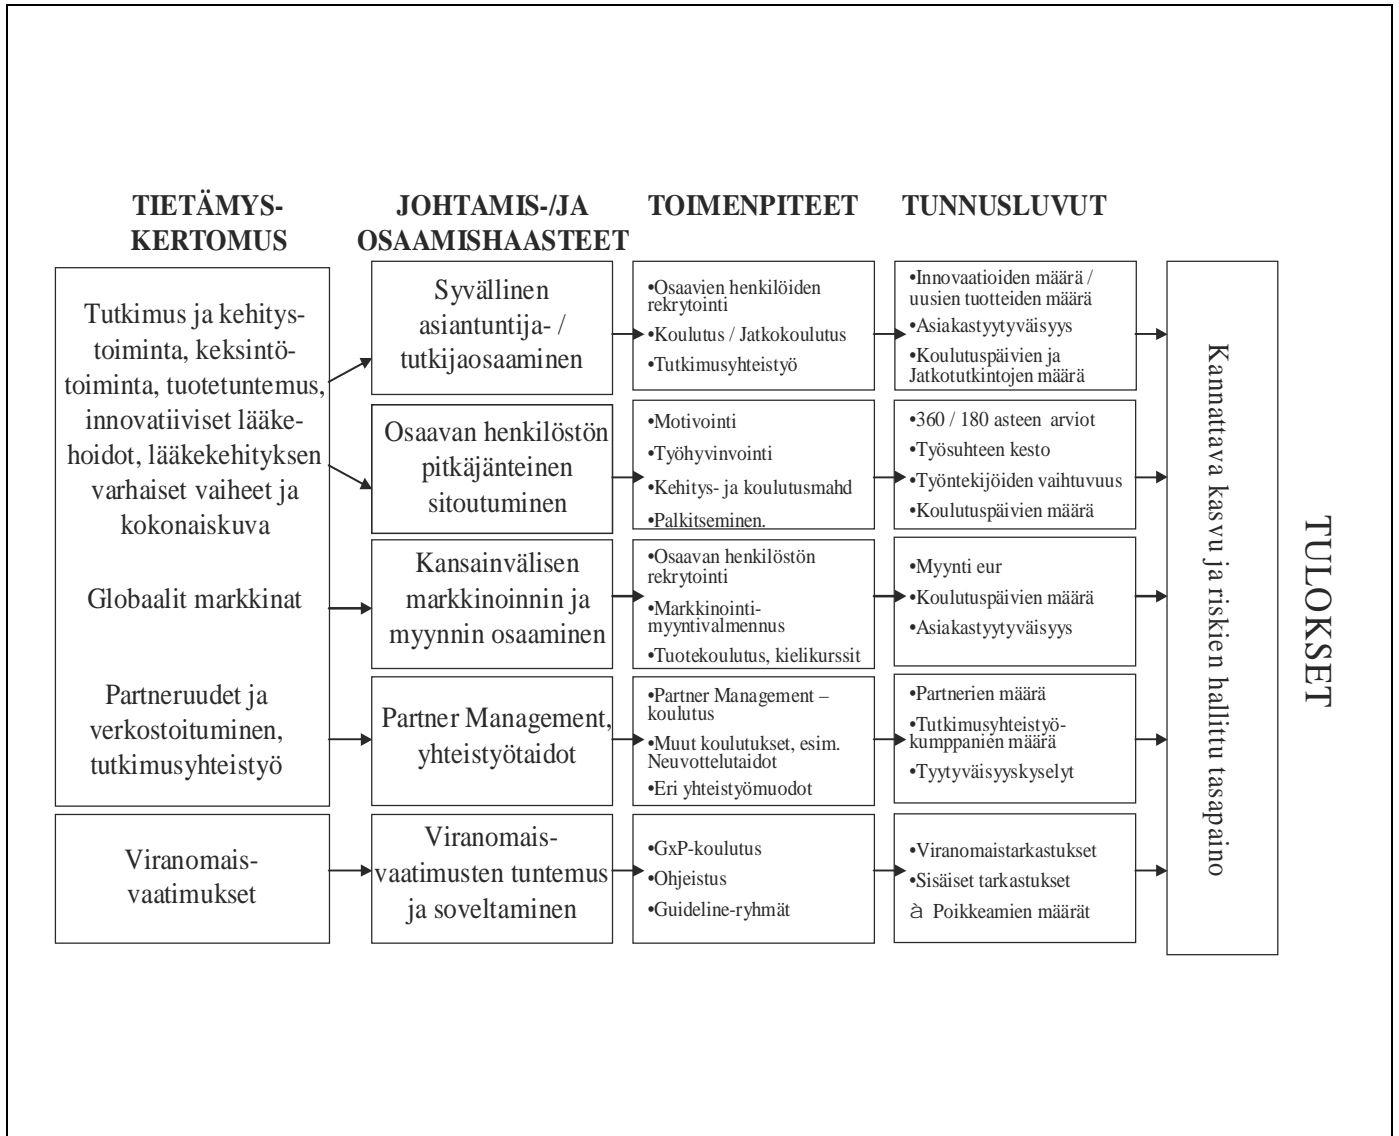 TIETÄMYS-
KERTOMUS
JOHTAMIS-/JA
OSAAMISHAASTEET
TOIMENPITEET
TUNNUSLUVUT
Tutkimus ja kehitys-
toiminta, keksintö-
toiminta, tuotetuntemus,
innovatiiviset lääke-
hoidot, lääkekehityksen
varhaiset vaiheet ja
kokonaiskuva
Globaalit markkinat
Partneruudet ja
verkostoituminen,
tutkimusyhteistyö
Viranomais-
vaatimukset
Syvällinen
asiantuntija- /
tutkijaosaaminen
Osaavan henkilöstön
pitkäjänteinen
sitoutuminen
Kansainvälisen
markkinoinnin ja
myynnin osaaminen
Partner Management,
yhteistyötaidot
Viranomais-
vaatimusten tuntemus
ja soveltaminen
•Osaavien henkilöiden
rekrytointi
•Koulutus / Jatkokoulutus
•Tutkimusyhteistyö
•Motivointi
•Työhyvinvointi
•Kehitys- ja koulutusmahd
•Palkitseminen.
•Osaavan henkilöstön
rekrytointi
•Markkinointi-
myyntivalmennus
•Tuotekoulutus, kielikurssit
•Partner Management –
koulutus
•Muut koulutukset, esim.
Neuvottelutaidot
•Eri yhteistyömuodot
•GxP-koulutus
•Ohjeistus
•Guideline-ryhmät
•Innovaatioiden määrä /
uusien tuotteiden määrä
•Asiakastyytyväisyys
•Koulutuspäivien ja
Jatkotutkintojen määrä
•360 / 180 asteen arviot
•Työsuhteen kesto
•Työntekijöiden vaihtuvuus
•Koulutuspäivien määrä
•Myynti eur
•Koulutuspäivien määrä
•Asiakastyytyväisyys
•Partnerien määrä
•Tutkimusyhteistyö-
kumppanien määrä
•Tyytyväisyyskyselyt
•Viranomaistarkastukset
•Sisäiset tarkastukset
à Poikkeamien määrät
Kannattava kasvu ja riskien hallittu tasapaino
TULOKSET